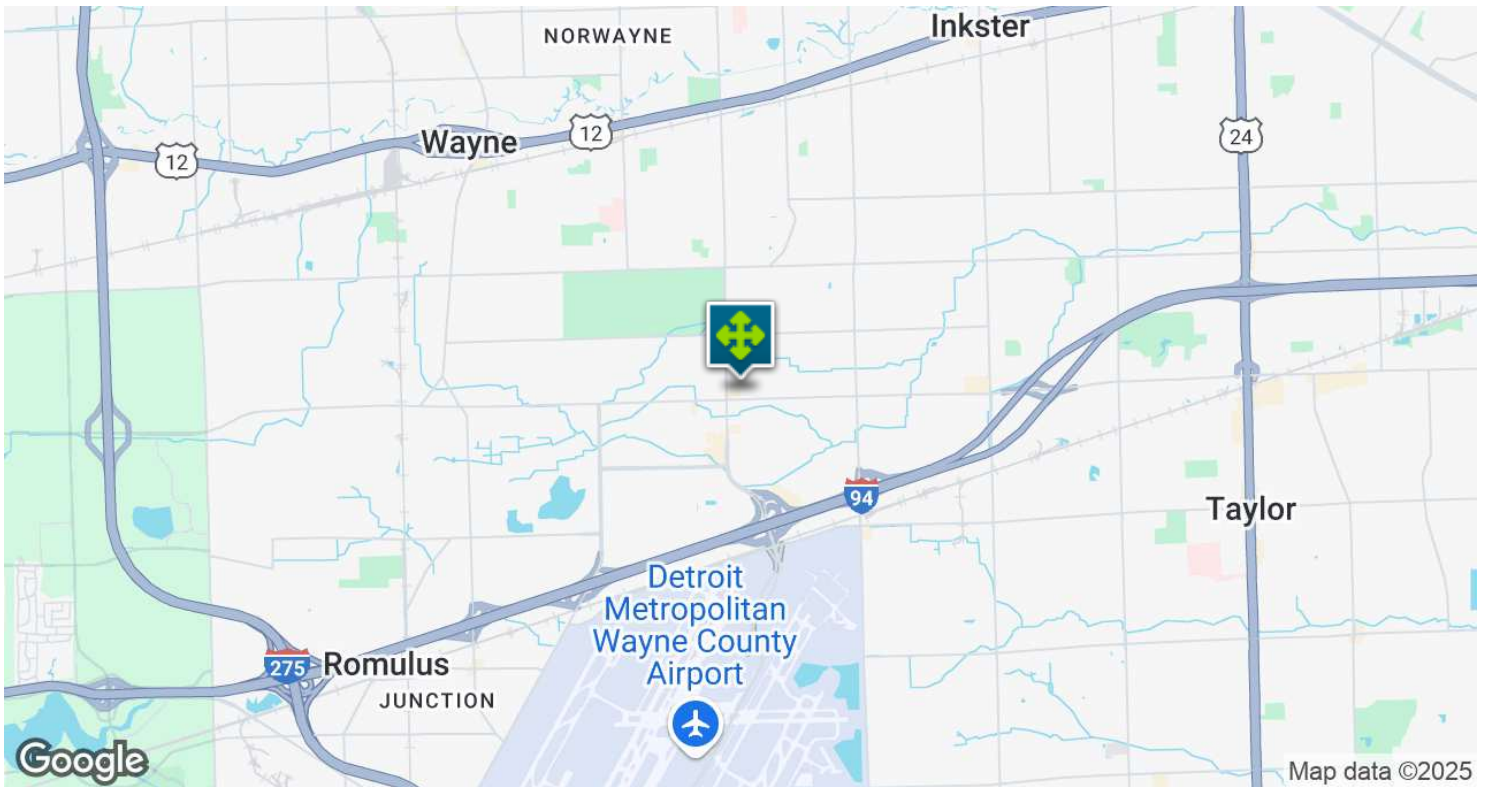 Inkster
NORWAYNE
Wayne
12
12
24
94
Taylor
Detroit
Metropolitan
Wayne County
Airport
275
Romulus
JUNCTION
Google
Map data ©2025